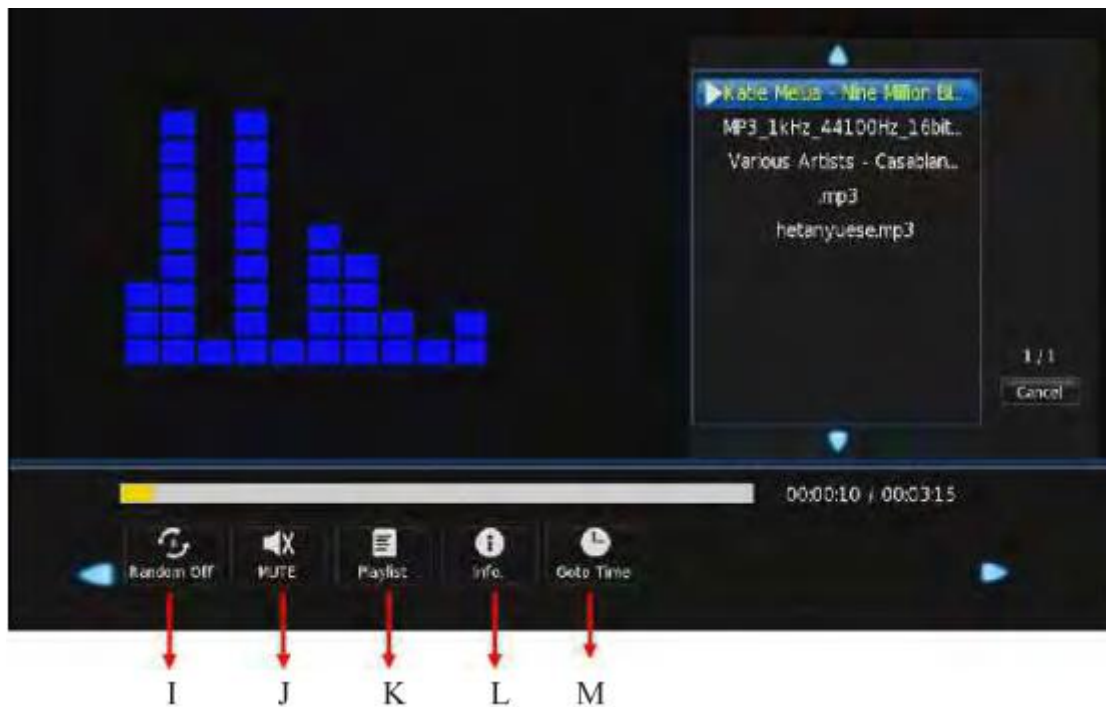 Katie Melua - Nine Million Bi...
MP3_1kHz_44100Hz_16bit..
Various Artists - Casablan...
.mp3
hetanyuese.mp3
1 / 1
Cancel
00:00:10 / 00:03:15
Random Off
MUTE
Playlist
Info.
Goto Time
I
J
K
L
M